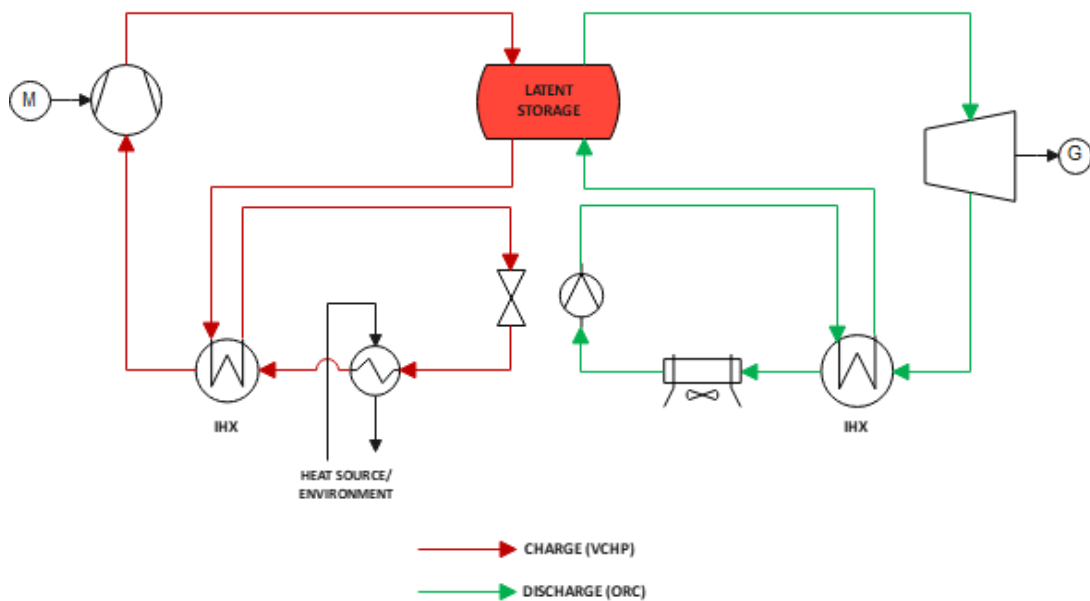 M
LATENT
STORAGE
G
IHX
IHX
HEAT SOURCE/
ENVIRONMENT
CHARGE (VCHP)
DISCHARGE (ORC)